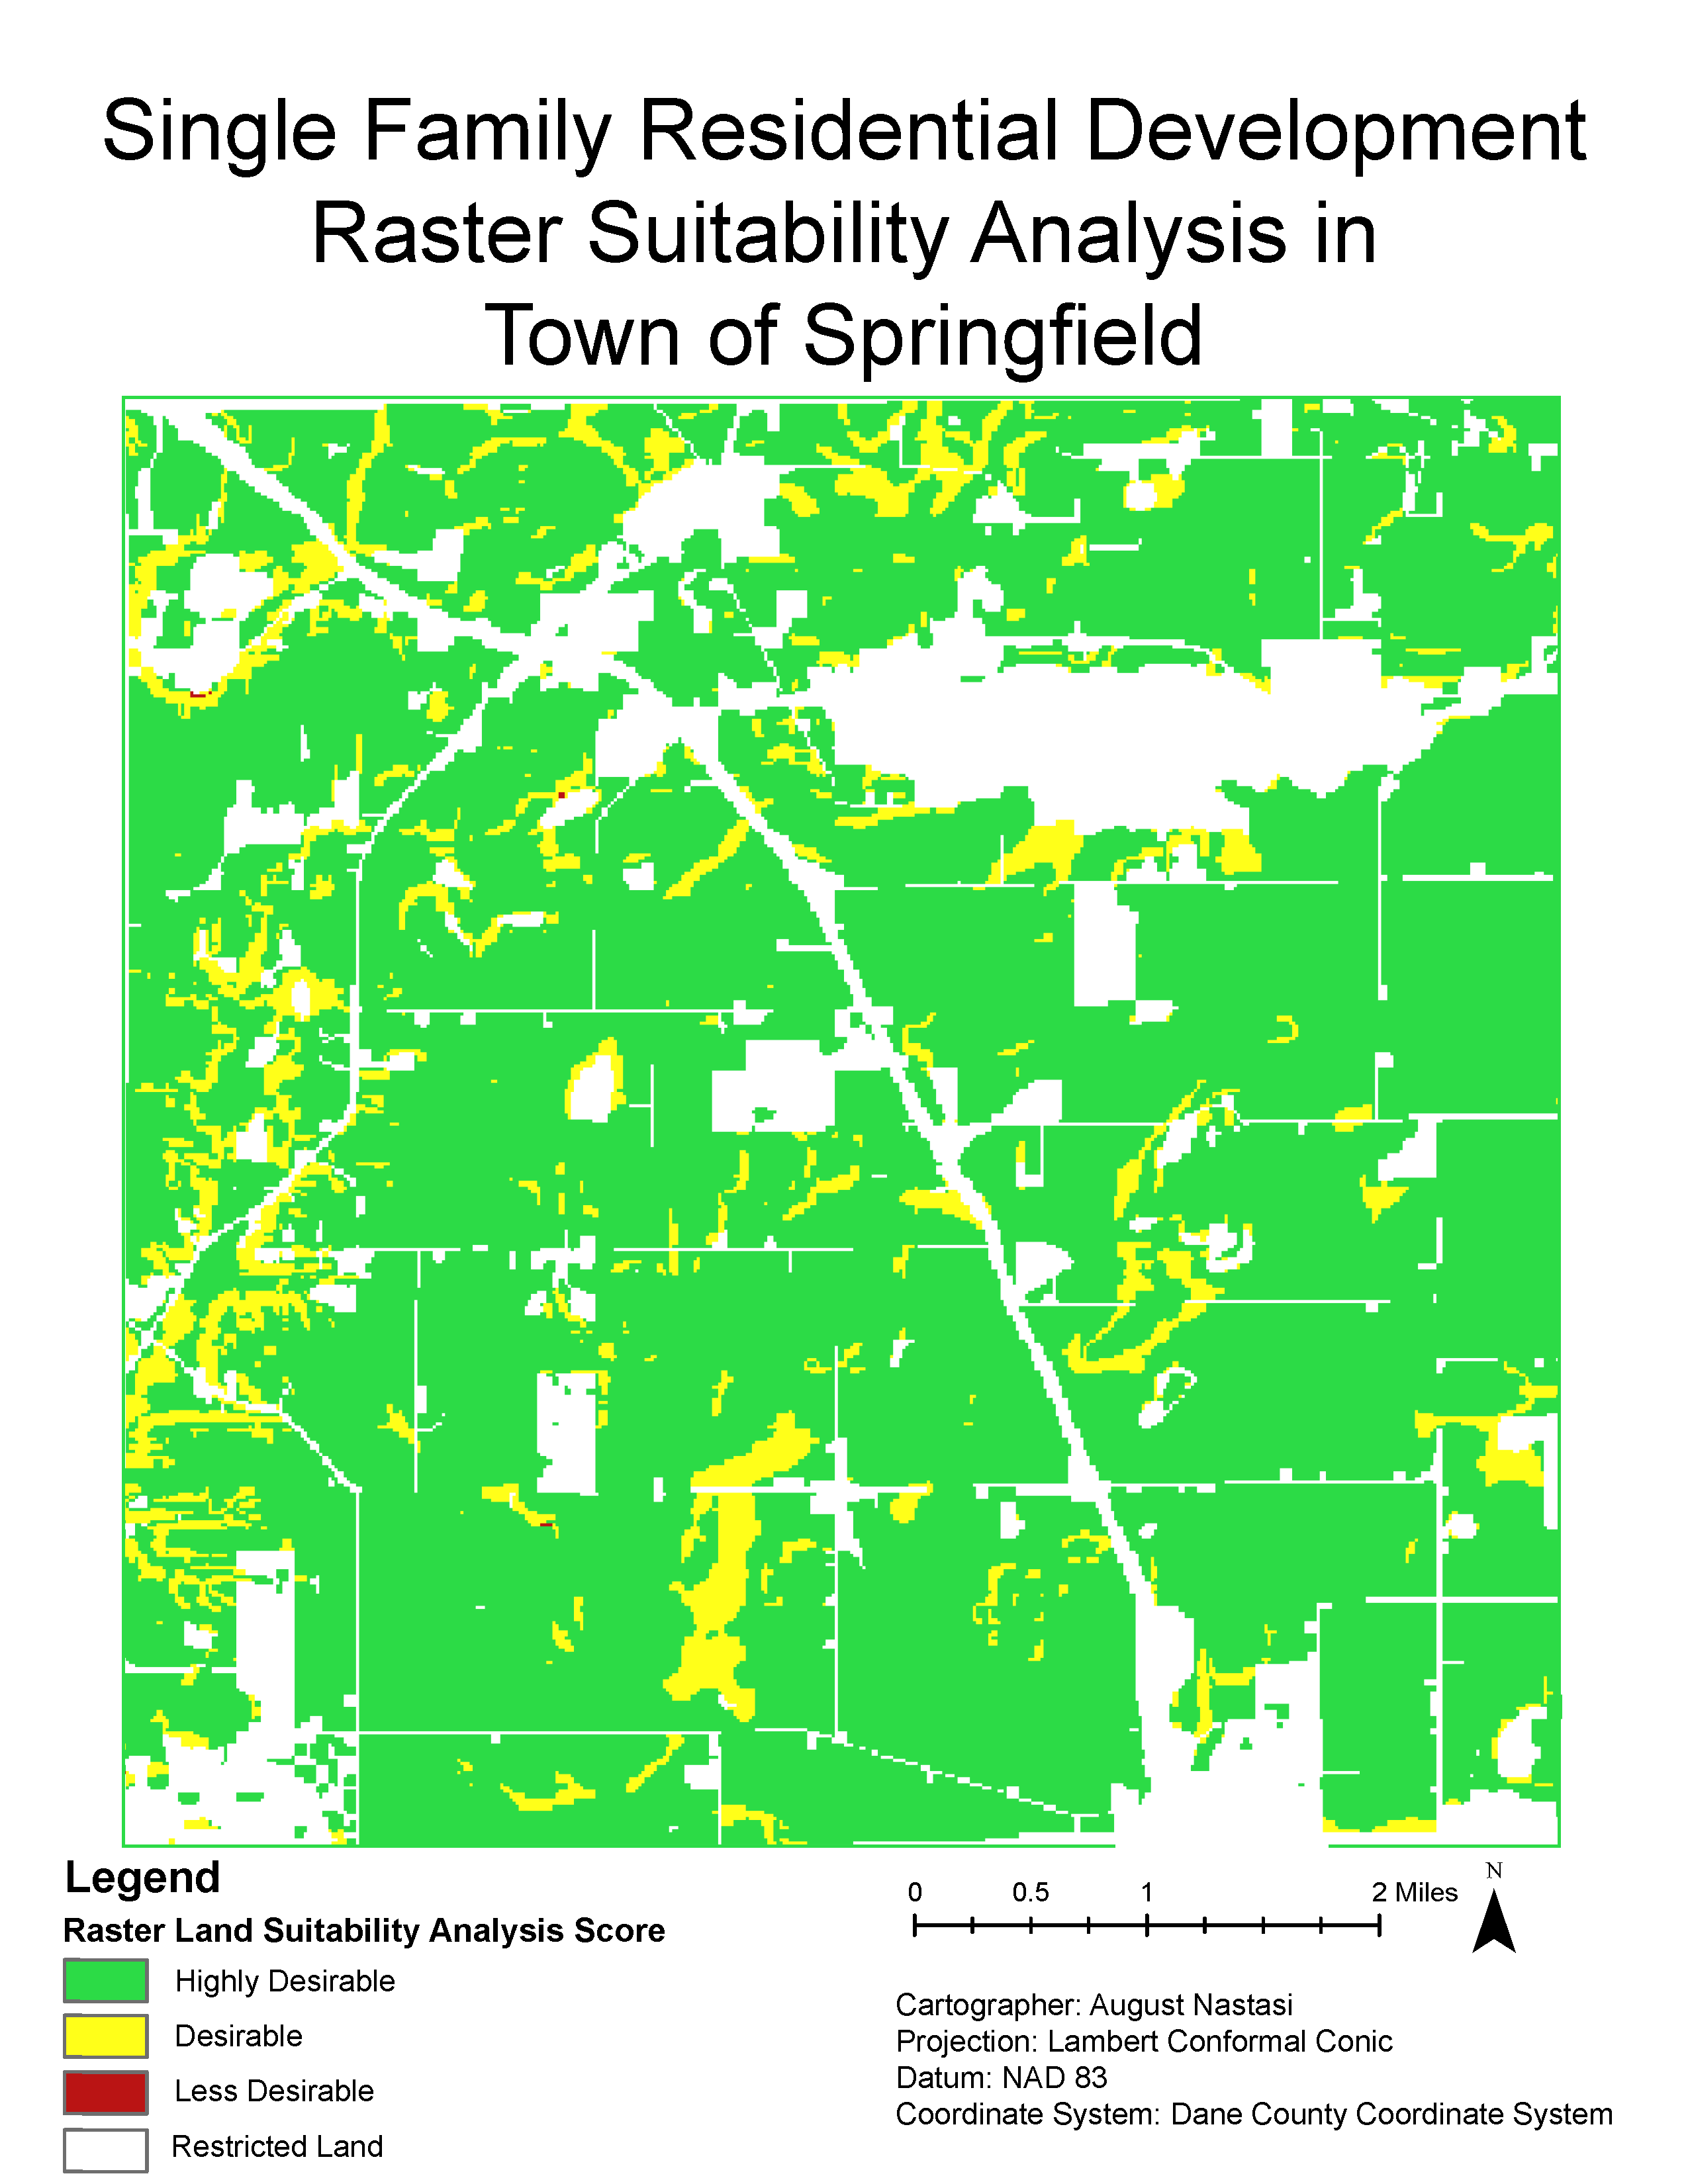 Single Family Residential Development
Raster Suitability Analysis in
Town of Springfield
Legend
Raster Land Suitability Analysis Score
Highly Desirable
Desirable
Less Desirable
Restricted Land
0 0.5 1 2 Miles
N
Cartographer: August Nastasi
Projection: Lambert Conformal Conic
Datum: NAD 83
Coordinate System: Dane County Coordinate System